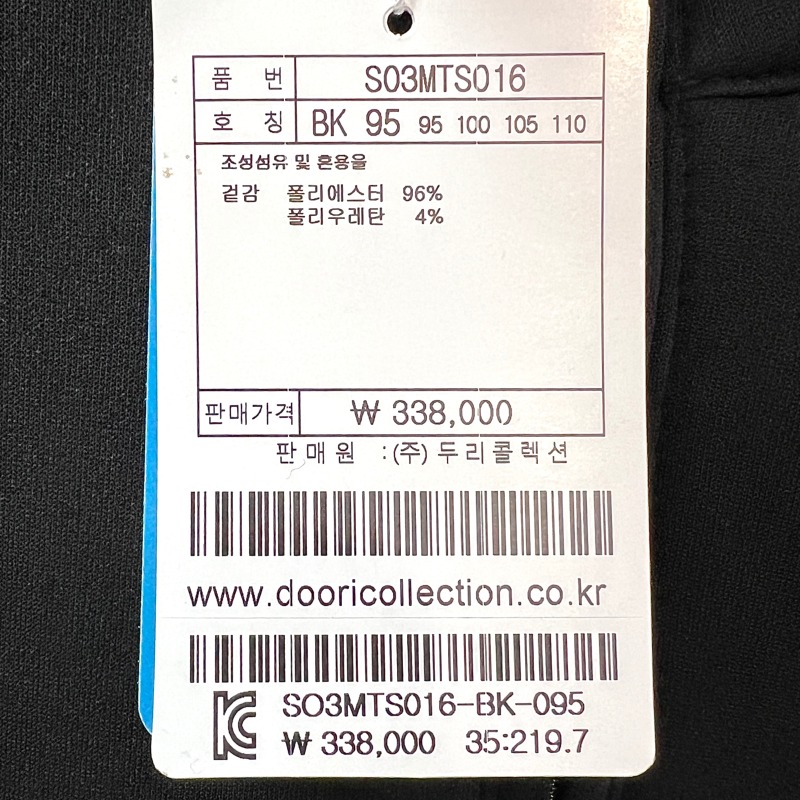 품 번 S03MTS016
호 칭 BK 95 95 100 105 110
조성섬유 및 혼용율
겉감 폴리에스터 96%
폴리우레탄 4%
판매가격 ₩ 338,000
판 매 원 : (주) 두 리 콜 렉 션
www.dooricollection.co.kr
KC SO3MTS016-BK-095
₩ 338,000 35:219.7